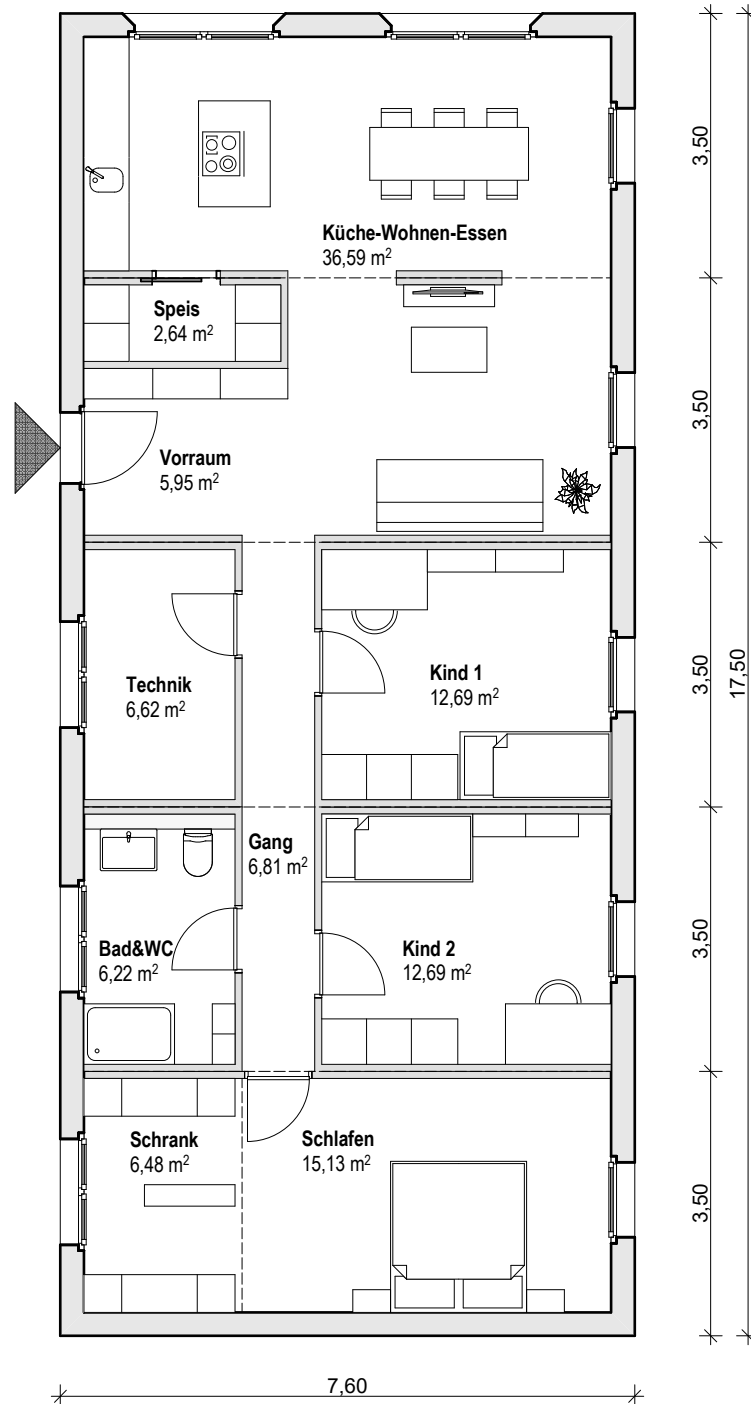 Küche-Wohnen-Essen
36,59 m²
Speis
2,64 m²
Vorraum
5,95 m²
Technik
6,62 m²
Kind 1
12,69 m²
Gang
6,81 m²
Bad&WC
6,22 m²
Kind 2
12,69 m²
Schrank
6,48 m²
Schlafen
15,13 m²
3,50
3,50
3,50
3,50
3,50
17,50
7,60